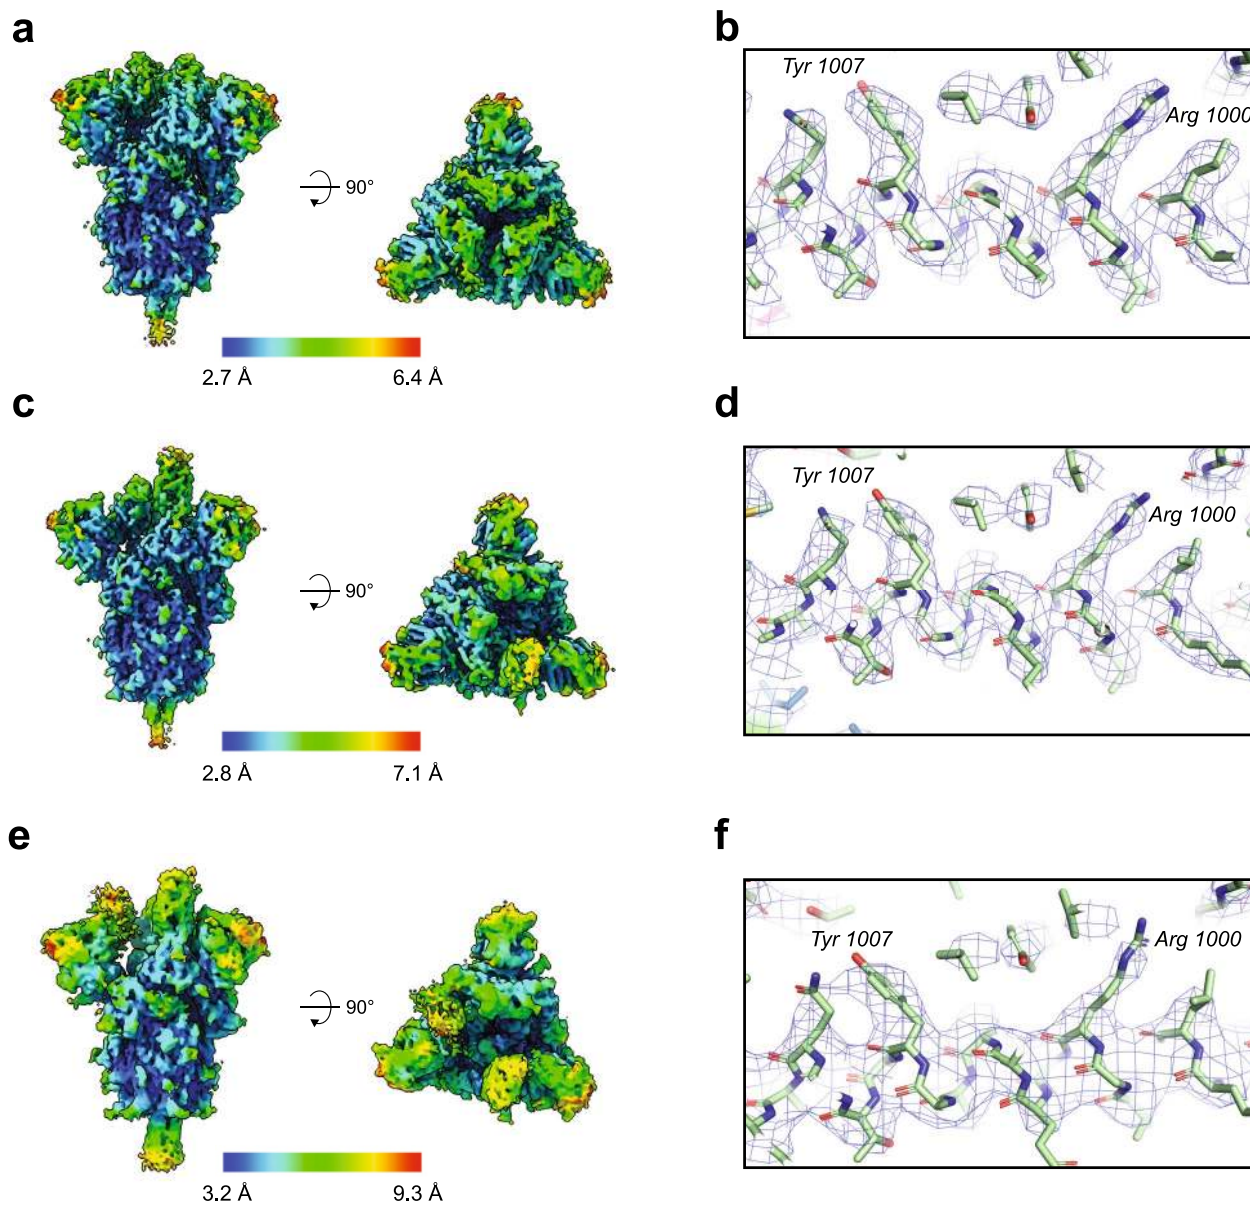 a
b
Tyr 1007
Arg 1000
90°
2.7 Å
6.4 Å
c
d
Tyr 1007
Arg 1000
90°
2.8 Å
7.1 Å
e
f
Tyr 1007
Arg 1000
90°
3.2 Å
9.3 Å